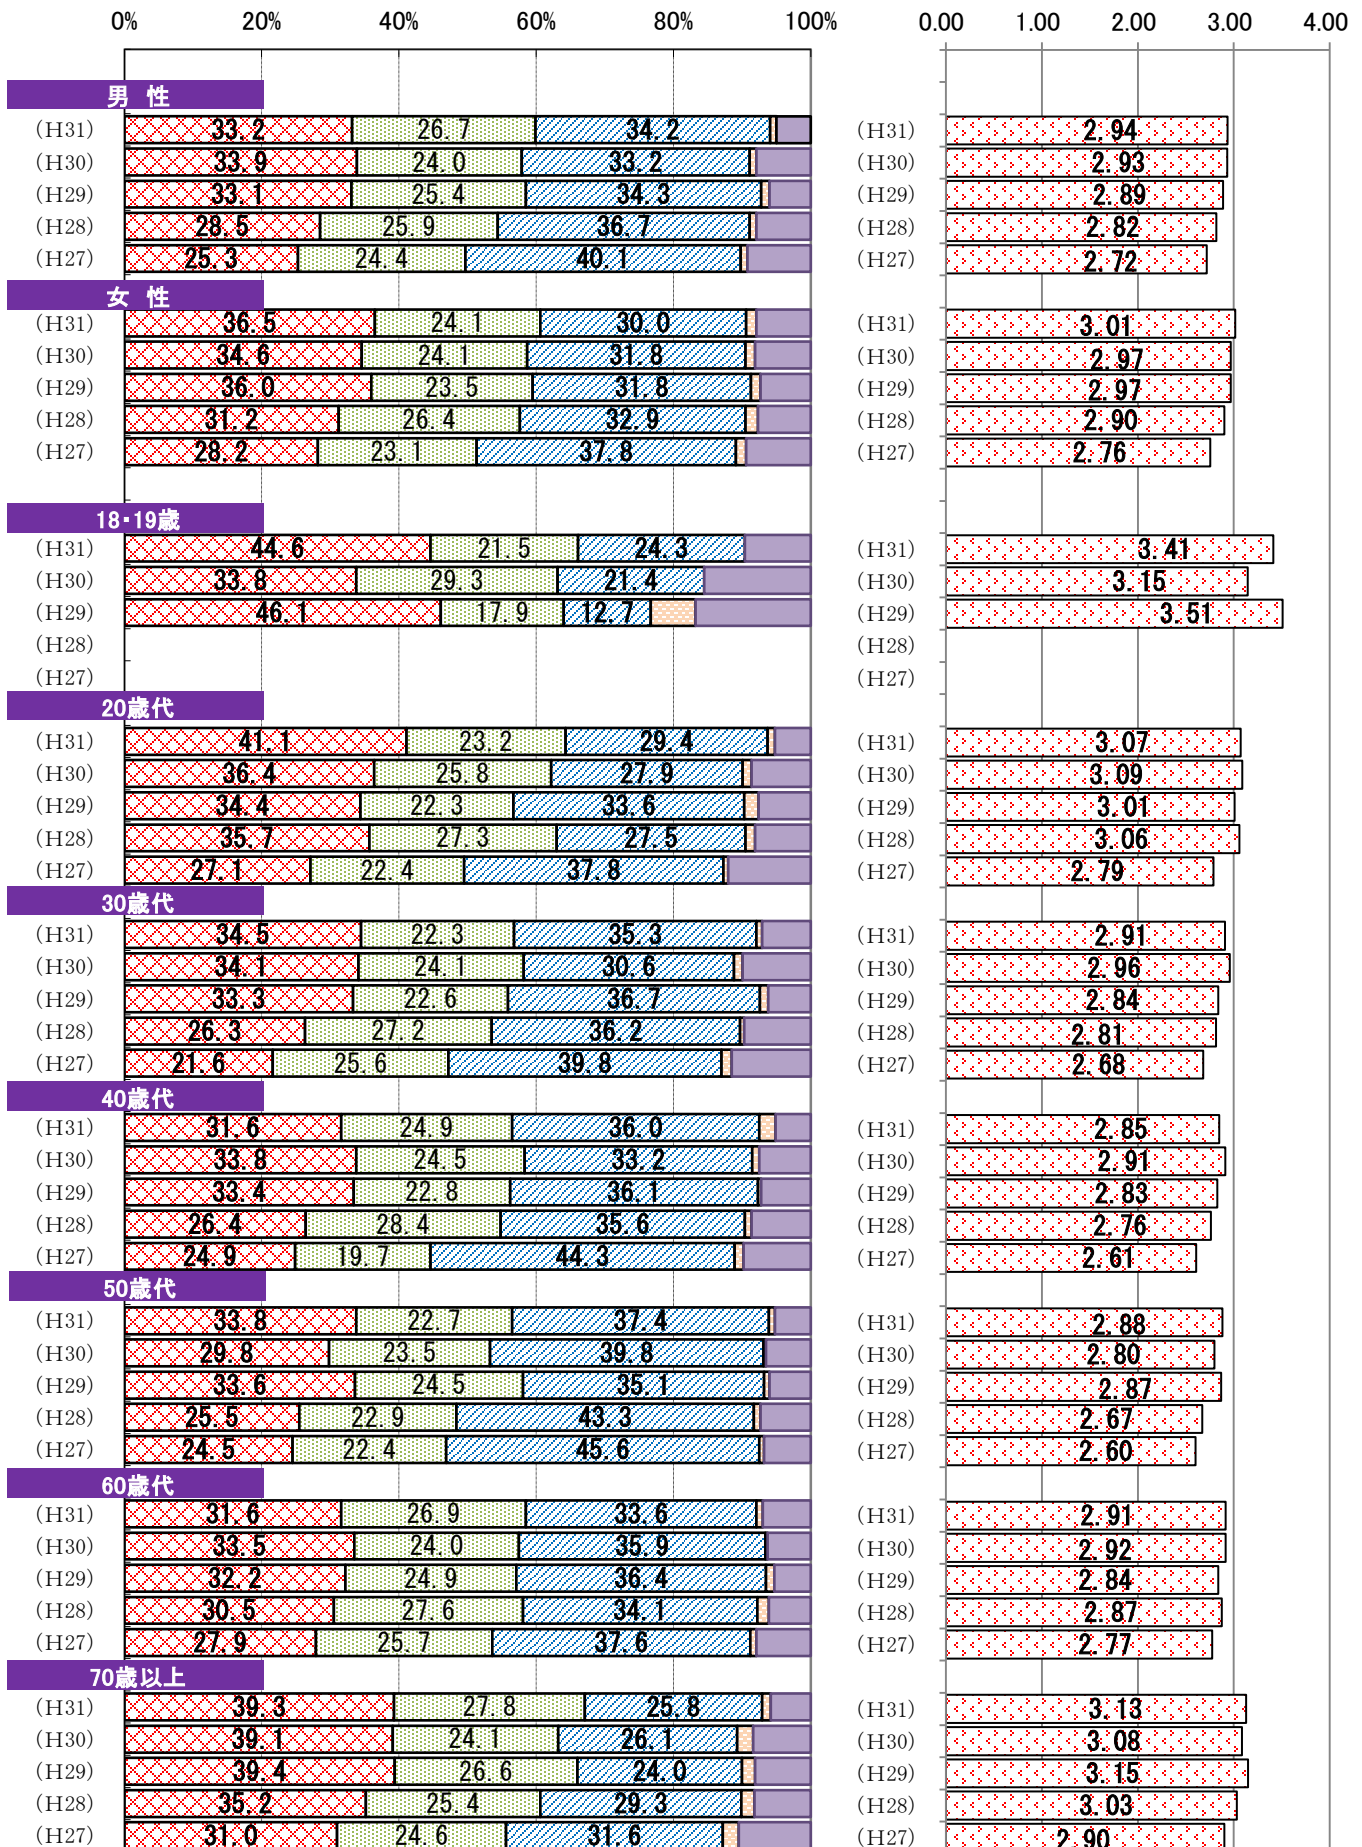 0% 20% 40% 60% 80% 100% 0.00 1.00 2.00 3.00 4.00
男 性
(H31) 33.2 26.7 34.2 (H31) 2.94
(H30) 33.9 24.0 33.2 (H30) 2.93
(H29) 33.1 25.4 34.3 (H29) 2.89
(H28) 28.5 25.9 36.7 (H28) 2.82
(H27) 25.3 24.4 40.1 (H27) 2.72
女 性
(H31) 36.5 24.1 30.0 (H31) 3.01
(H30) 34.6 24.1 31.8 (H30) 2.97
(H29) 36.0 23.5 31.8 (H29) 2.97
(H28) 31.2 26.4 32.9 (H28) 2.90
(H27) 28.2 23.1 37.8 (H27) 2.76
18・19歳
(H31) 44.6 21.5 24.3 (H31) 3.41
(H30) 33.8 29.3 21.4 (H30) 3.15
(H29) 46.1 17.9 12.7 (H29) 3.51
(H28) (H28)
(H27) (H27)
20歳代
(H31) 41.1 23.2 29.4 (H31) 3.07
(H30) 36.4 25.8 27.9 (H30) 3.09
(H29) 34.4 22.3 33.6 (H29) 3.01
(H28) 35.7 27.3 27.5 (H28) 3.06
(H27) 27.1 22.4 37.8 (H27) 2.79
30歳代
(H31) 34.5 22.3 35.3 (H31) 2.91
(H30) 34.1 24.1 30.6 (H30) 2.96
(H29) 33.3 22.6 36.7 (H29) 2.84
(H28) 26.3 27.2 36.2 (H28) 2.81
(H27) 21.6 25.6 39.8 (H27) 2.68
40歳代
(H31) 31.6 24.9 36.0 (H31) 2.85
(H30) 33.8 24.5 33.2 (H30) 2.91
(H29) 33.4 22.8 36.1 (H29) 2.83
(H28) 26.4 28.4 35.6 (H28) 2.76
(H27) 24.9 19.7 44.3 (H27) 2.61
50歳代
(H31) 33.8 22.7 37.4 (H31) 2.88
(H30) 29.8 23.5 39.8 (H30) 2.80
(H29) 33.6 24.5 35.1 (H29) 2.87
(H28) 25.5 22.9 43.3 (H28) 2.67
(H27) 24.5 22.4 45.6 (H27) 2.60
60歳代
(H31) 31.6 26.9 33.6 (H31) 2.91
(H30) 33.5 24.0 35.9 (H30) 2.92
(H29) 32.2 24.9 36.4 (H29) 2.84
(H28) 30.5 27.6 34.1 (H28) 2.87
(H27) 27.9 25.7 37.6 (H27) 2.77
70歳以上
(H31) 39.3 27.8 25.8 (H31) 3.13
(H30) 39.1 24.1 26.1 (H30) 3.08
(H29) 39.4 26.6 24.0 (H29) 3.15
(H28) 35.2 25.4 29.3 (H28) 3.03
(H27) 31.0 24.6 31.6 (H27) 2.90